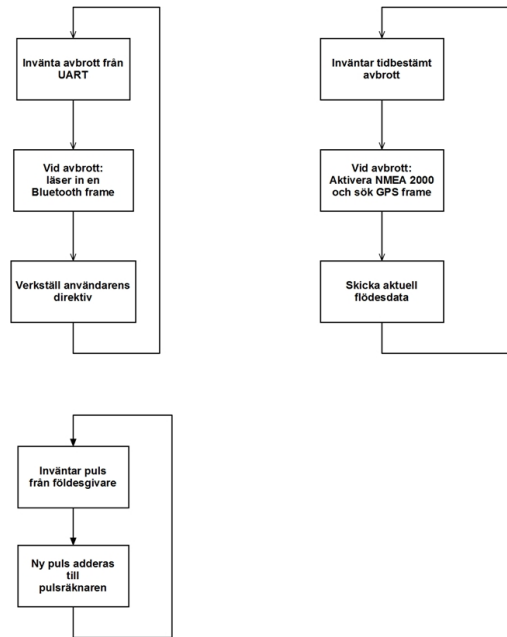 Invänta avbrott från
UART
Vid avbrott:
läser in en
Bluetooth frame
Verkställ användarens
direktiv
Inväntar tidbestämt
avbrott
Vid avbrott:
Aktivera NMEA 2000
och sök GPS frame
Skicka aktuell
flödesdata
Inväntar puls
från földesgivare
Ny puls adderas
till
pulsräknaren